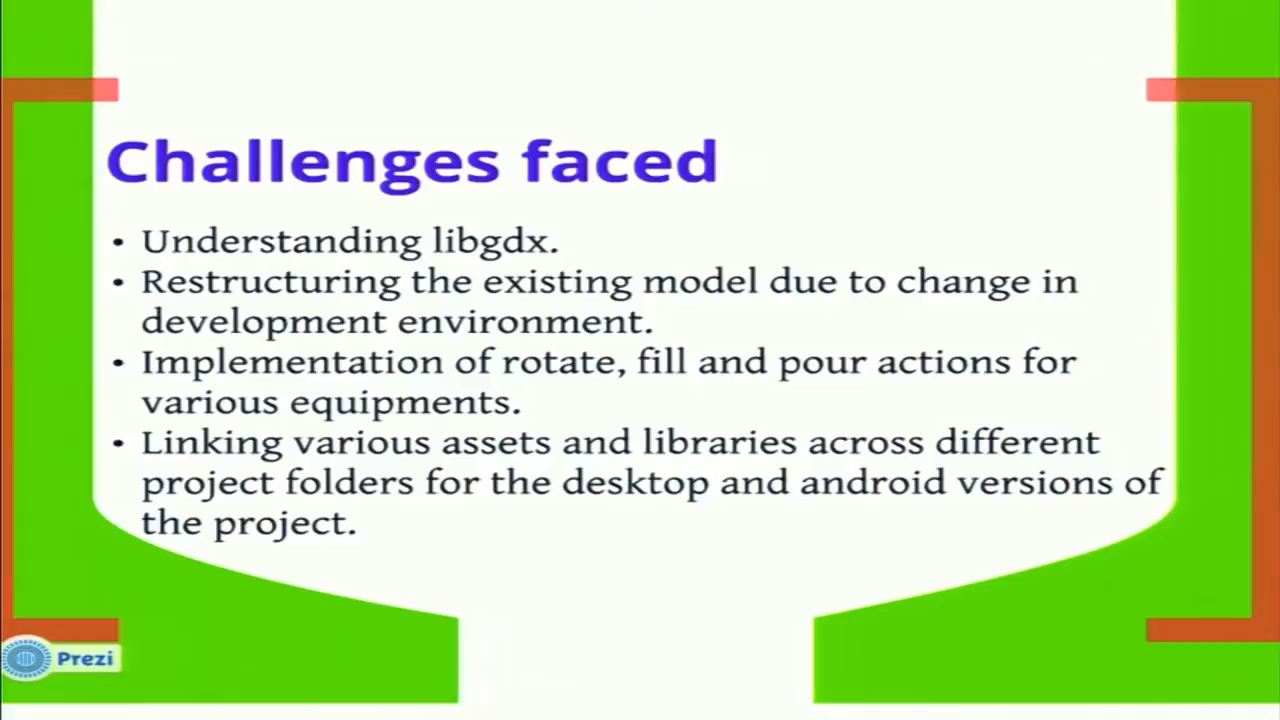 Challenges faced
• Understanding libgdx.
• Restructuring the existing model due to change in
development environment.
• Implementation of rotate, fill and pour actions for
various equipments.
• Linking various assets and libraries across different
project folders for the desktop and android versions of
the project.
Prezi